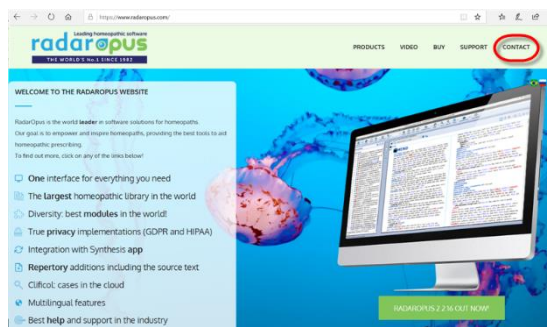 https://www.radaropus.com/
Leading homeopathic software
radaropus
THE WORLD'S No.1 SINCE 1982
PRODUCTS VIDEO BUY SUPPORT CONTACT
WELCOME TO THE RADAROPUS WEBSITE
RadarOpus is the world leader in software solutions for homeopaths.
Our goal is to empower and inspire homeopaths, providing the best tools to aid
homeopathic prescribing.
To find out more, click on any of the links below!
One interface for everything you need
The largest homeopathic library in the world
Diversity: best modules in the world!
True privacy implementations (GDPR and HIPAA)
Integration with Synthesis app
Repertory additions including the source text
Clificol: cases in the cloud
Multilingual features
Best help and support in the industry
RADAROPUS 2.2.16 OUT NOW!